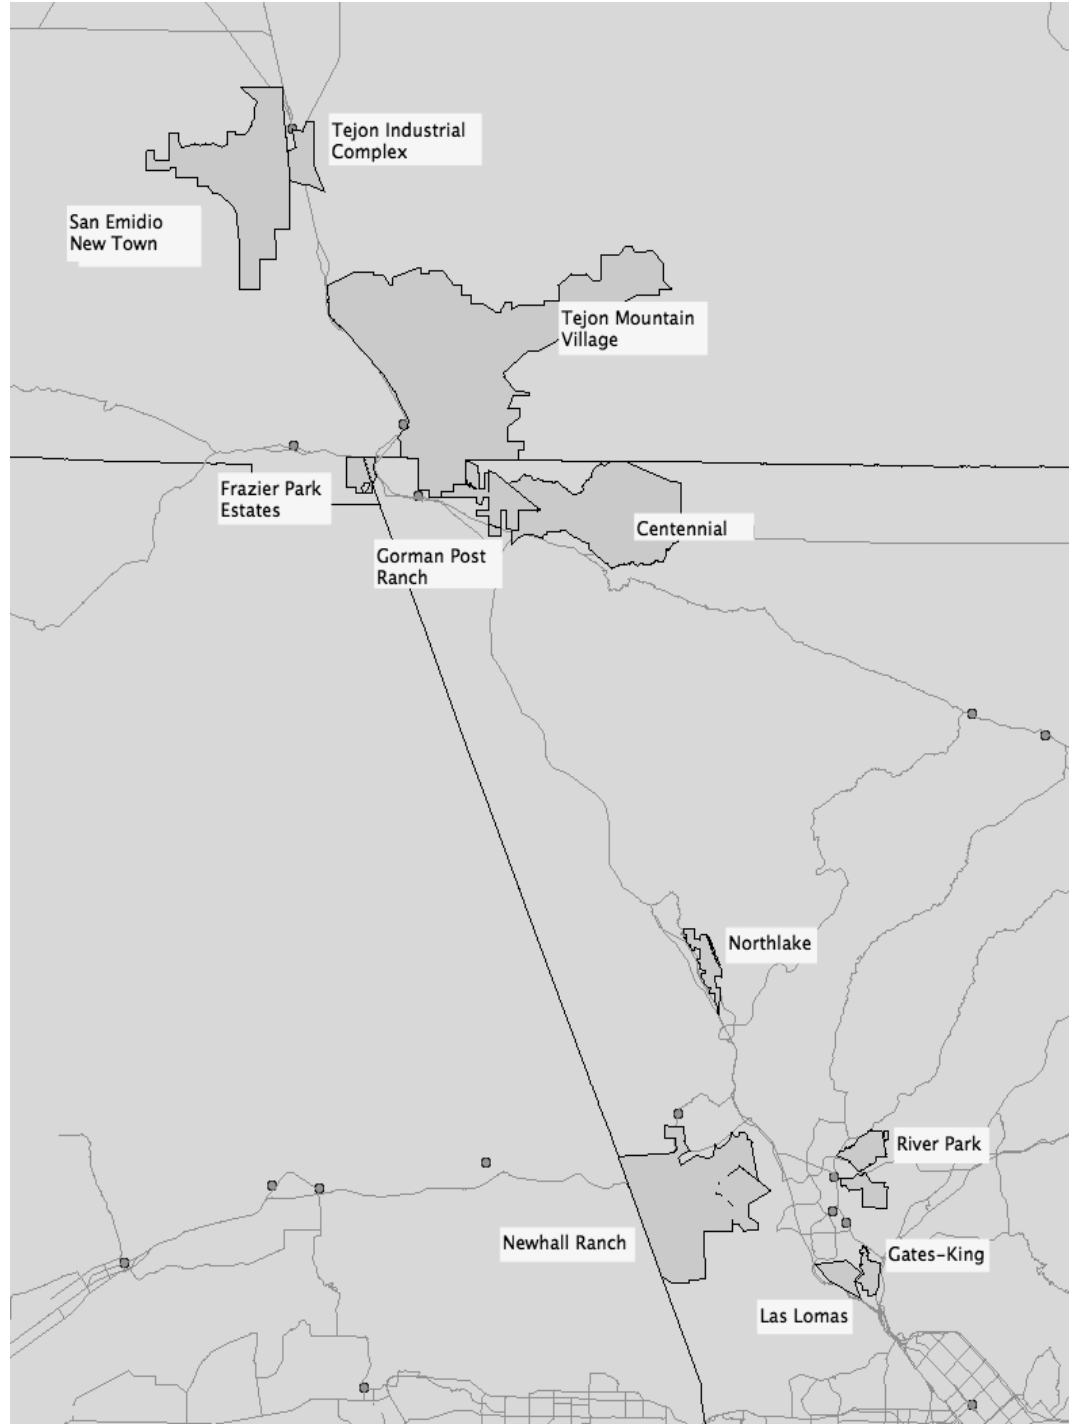 Tejon Industrial
Complex
San Emidio
New Town
Tejon Mountain
Village
Frazier Park
Estates
Centennial
Gorman Post
Ranch
Northlake
River Park
Newhall Ranch
Gates-King
Las Lomas